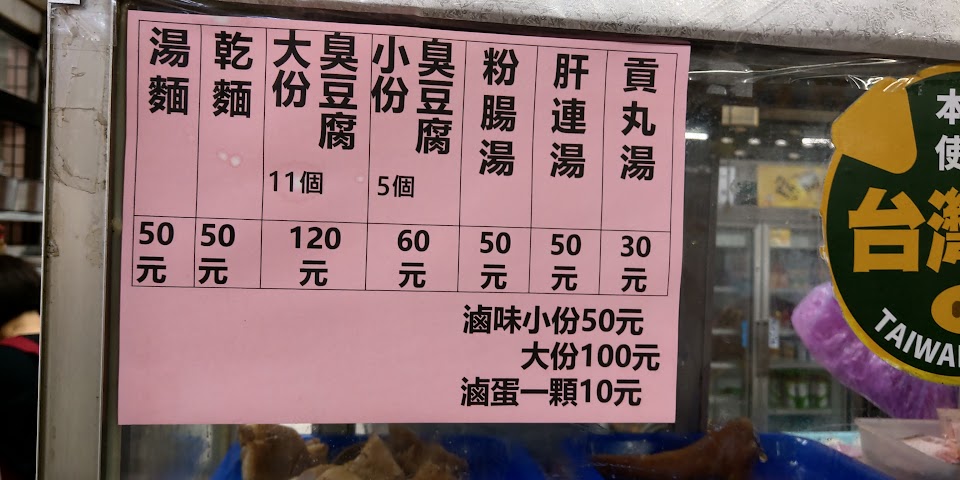 湯麵 50元
乾麵 50元
大份臭豆腐 11個 120元
小份臭豆腐 5個 60元
粉腸湯 50元
肝連湯 50元
貢丸湯 30元
滷味小份50元
大份100元
滷蛋一顆10元
本
使
台灣
TAIWAN